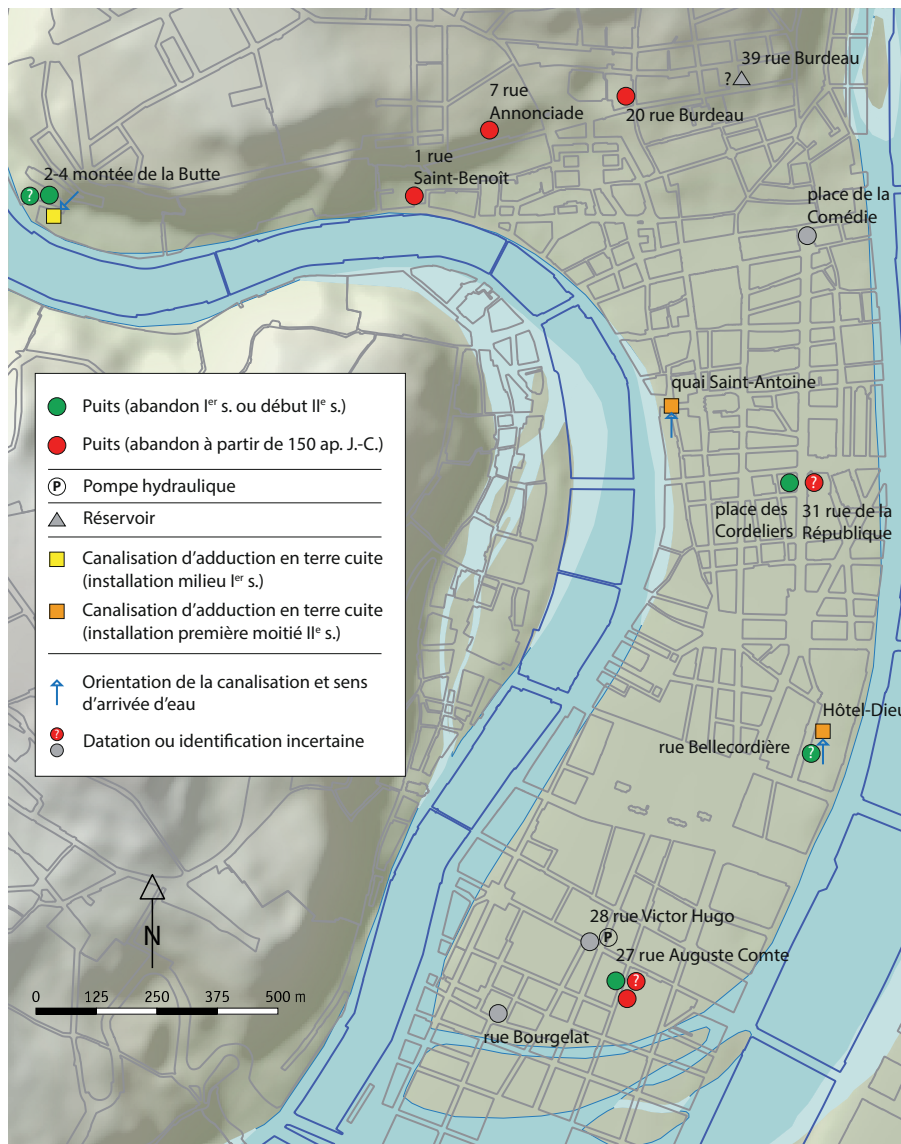 39 rue Burdeau
?
7 rue
Annonciade
20 rue Burdeau
2-4 montée de la Butte
?
1 rue
Saint-Benoît
place de la
Comédie
quai Saint-Antoine
Puits (abandon Ier s. ou début IIe s.)
Puits (abandon à partir de 150 ap. J.-C.)
P
Pompe hydraulique
Réservoir
Canalisation d'adduction en terre cuite
(installation milieu Ier s.)
Canalisation d'adduction en terre cuite
(installation première moitié IIe s.)
Orientation de la canalisation et sens
d'arrivée d'eau
?
Datation ou identification incertaine
?
place des
Cordeliers
31 rue de la
République
Hôtel-Dieu
rue Bellecordière
?
28 rue Victor Hugo
P
27 rue Auguste Comte
?
rue Bourgelat
N
0 125 250 375 500 m